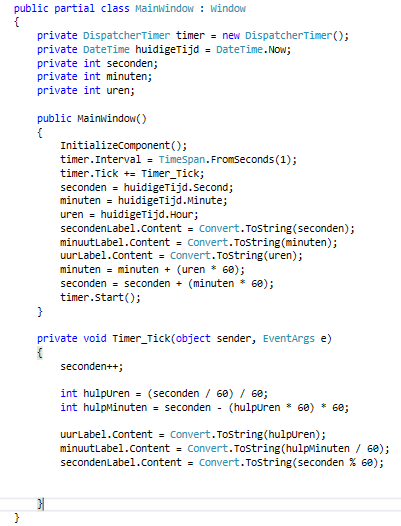 public partial class MainWindow : Window
{
private DispatcherTimer timer = new DispatcherTimer();
private DateTime huidigeTijd = DateTime.Now;
private int seconden;
private int minuten;
private int uren;
public MainWindow()
{
InitializeComponent();
timer.Interval = TimeSpan.FromSeconds(1);
timer.Tick += Timer_Tick;
seconden = huidigeTijd.Second;
minuten = huidigeTijd.Minute;
uren = huidigeTijd.Hour;
secondenLabel.Content = Convert.ToString(seconden);
minuutLabel.Content = Convert.ToString(minuten);
uurLabel.Content = Convert.ToString(uren);
minuten = minuten + (uren * 60);
seconden = seconden + (minuten * 60);
timer.Start();
}
private void Timer_Tick(object sender, EventArgs e)
{
seconden++;
int hulpUren = (seconden / 60) / 60;
int hulpMinuten = seconden - (hulpUren * 60) * 60;
uurLabel.Content = Convert.ToString(hulpUren);
minuutLabel.Content = Convert.ToString(hulpMinuten / 60);
secondenLabel.Content = Convert.ToString(seconden % 60);
}
}